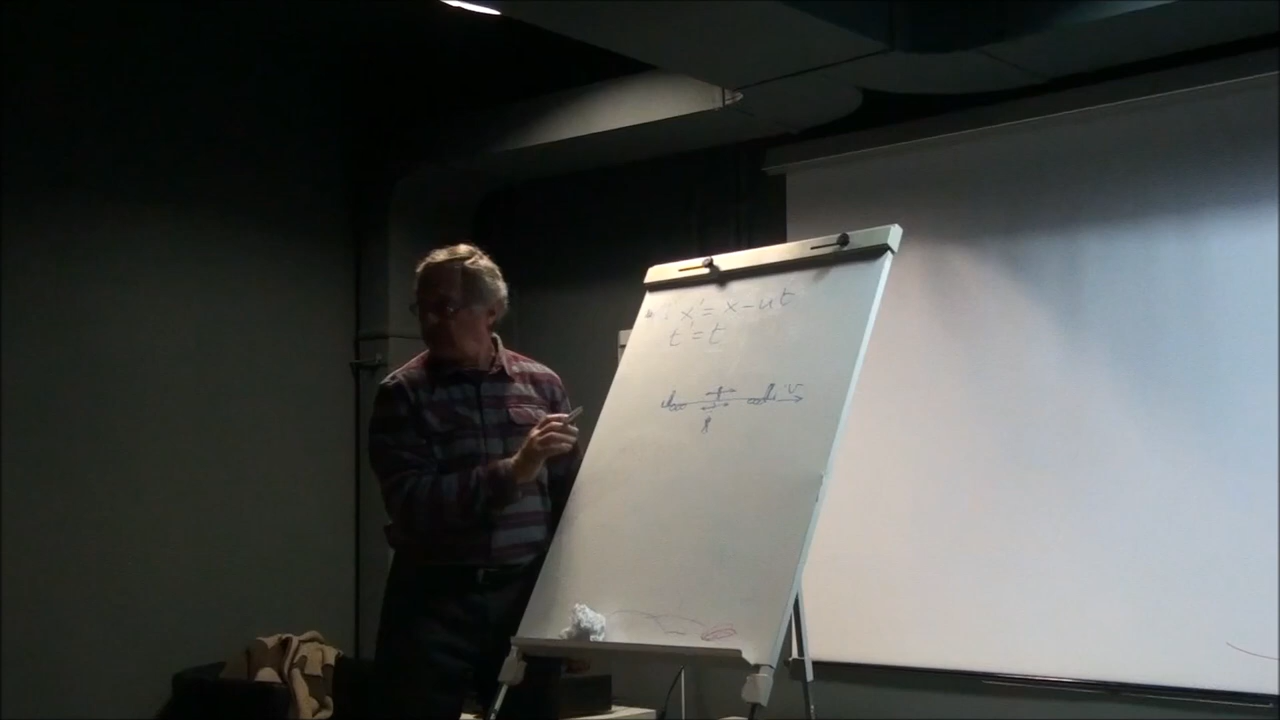 x' = x - ut
t' = t
v